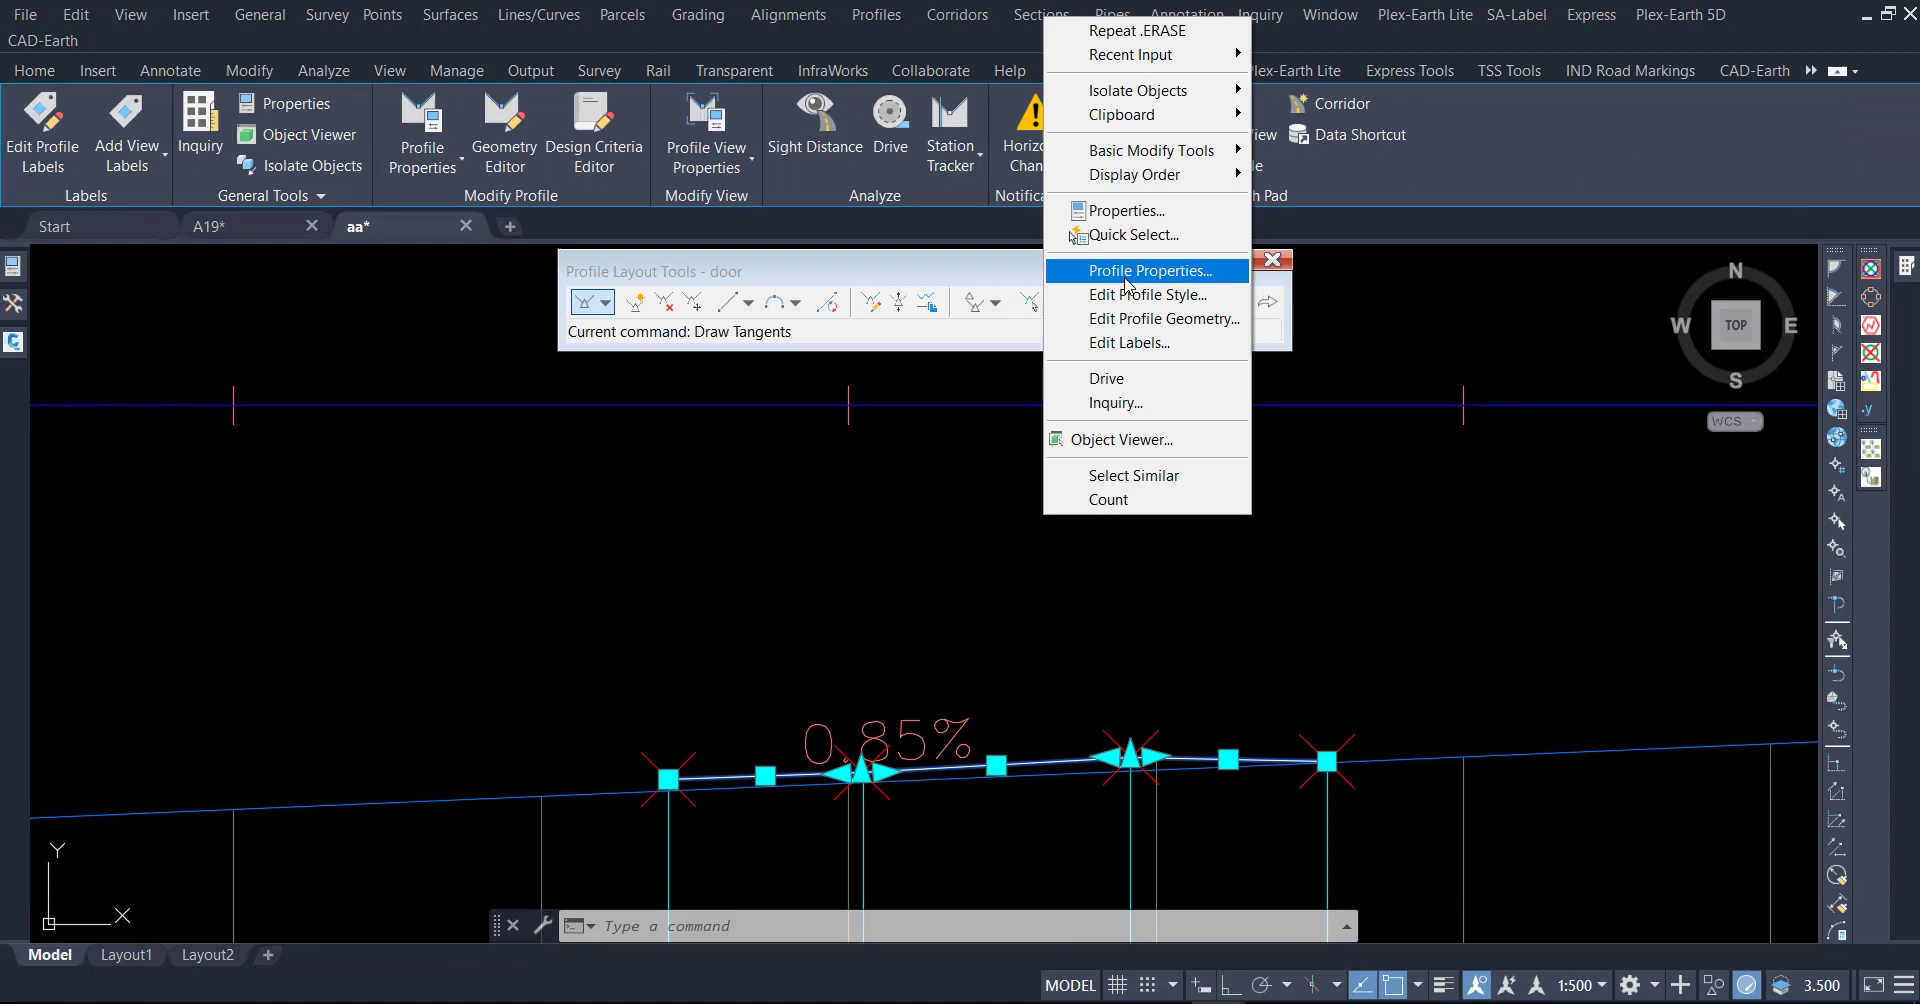 File Edit View Insert General Survey Points Surfaces Lines/Curves Parcels Grading Alignments Profiles Corridors Sections Pipes Annotation Inquiry Window Plex-Earth Lite SA-Label Express Plex-Earth 5D
CAD-Earth
Home Insert Annotate Modify Analyze View Manage Output Survey Rail Transparent InfraWorks Collaborate Help Plex-Earth Lite Express Tools TSS Tools IND Road Markings CAD-Earth
Edit Profile Labels
Add View Labels
Inquiry
Properties
Object Viewer
Isolate Objects
Profile Properties
Geometry Editor
Design Criteria Editor
Profile View Properties
Sight Distance
Drive
Station Tracker
Corridor
Data Shortcut
Labels General Tools Modify Profile Modify View Analyze
Start A19* aa*
Profile Layout Tools - door
Current command: Draw Tangents
Repeat .ERASE
Recent Input
Isolate Objects
Clipboard
Basic Modify Tools
Display Order
Properties...
Quick Select...
Profile Properties...
Edit Profile Style...
Edit Profile Geometry...
Edit Labels...
Drive
Inquiry...
Object Viewer...
Select Similar
Count
N
W TOP E
S
WCS
0.85%
Y
X
Type a command
Model Layout1 Layout2
MODEL 1:500 3.500